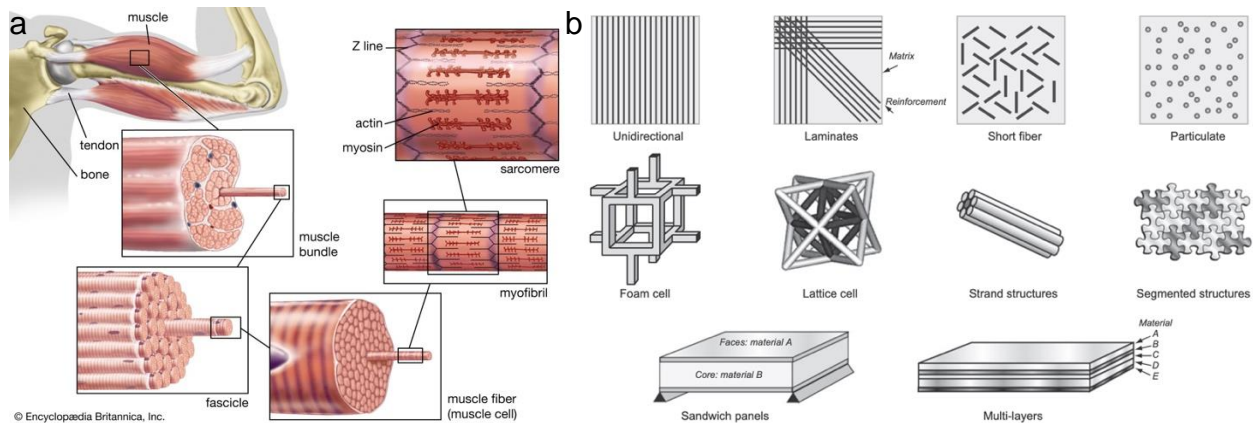 a
muscle
tendon
bone
muscle
bundle
fascicle
muscle fiber
(muscle cell)
Z line
actin
myosin
sarcomere
myofibril
© Encyclopædia Britannica, Inc.
b
Unidirectional
Matrix
Reinforcement
Laminates
Short fiber
Particulate
Foam cell
Lattice cell
Strand structures
Segmented structures
Faces: material A
Core: material B
Sandwich panels
Material
A
B
C
D
E
Multi-layers